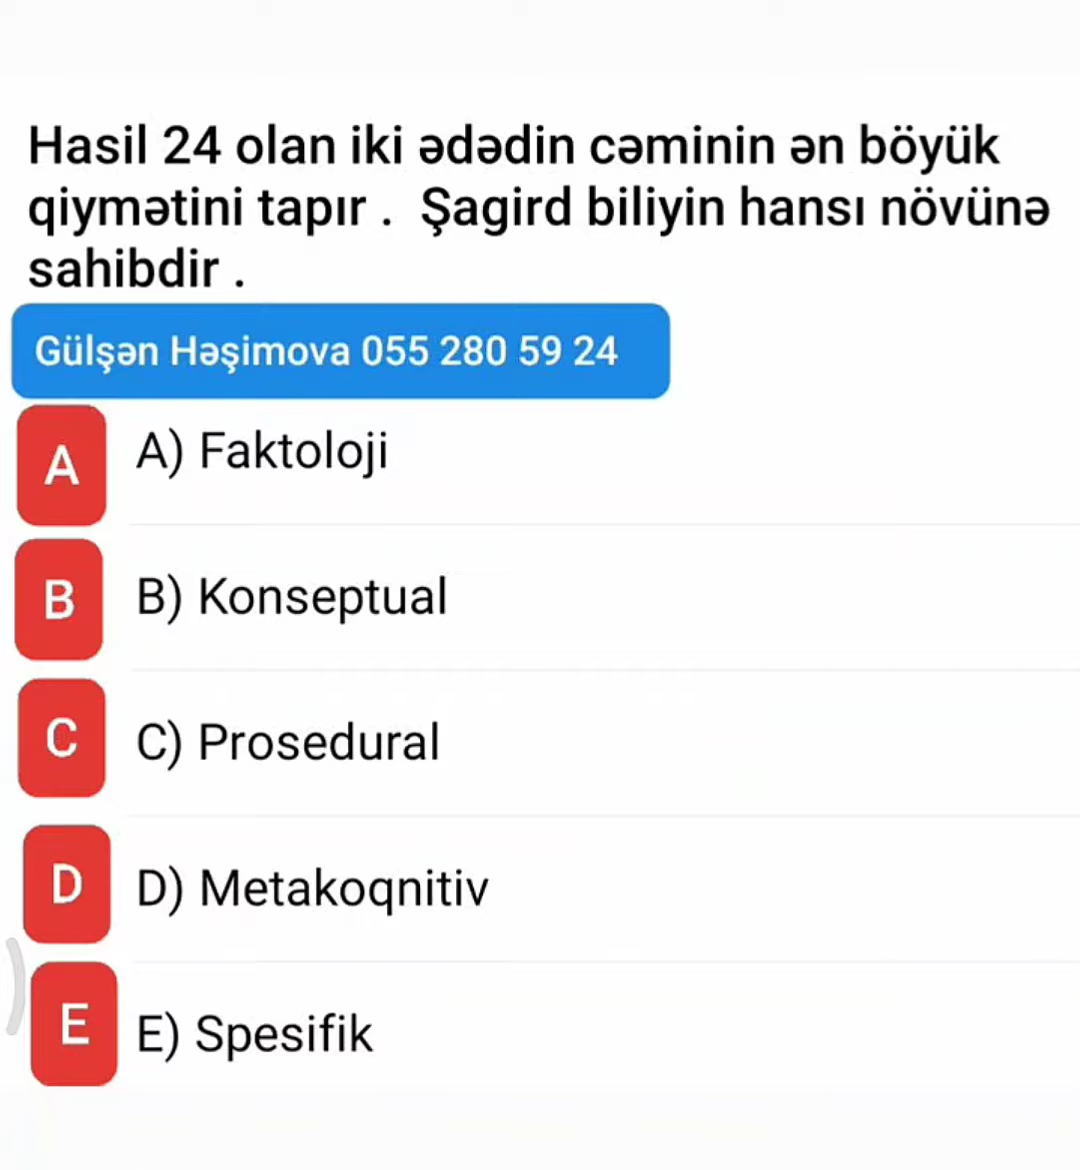 Hasil 24 olan iki ədədin cəminin ən böyük
qiymətini tapır . Şagird biliyin hansı növünə
sahibdir .
Gülşən Həşimova 055 280 59 24
A A) Faktoloji
B B) Konseptual
C C) Prosedural
D D) Metakoqnitiv
E E) Spesifik